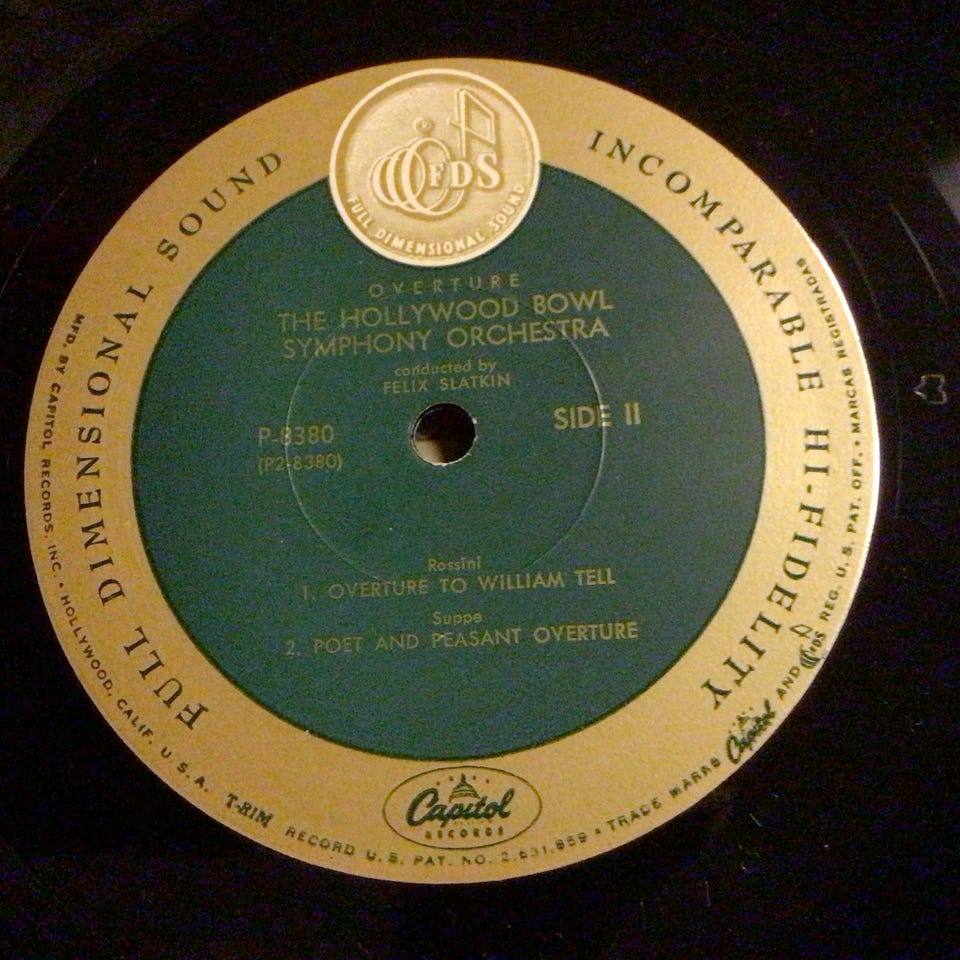 FULL DIMENSIONAL SOUND
INCOMPARABLE HI-FIDELITY
FDS
FULL DIMENSIONAL SOUND
OVERTURE
THE HOLLYWOOD BOWL
SYMPHONY ORCHESTRA
conducted by
FELIX SLATKIN
P-8380
(P2-8380)
SIDE II
Rossini
1. OVERTURE TO WILLIAM TELL
Suppe
2. POET AND PEASANT OVERTURE
Capitol
RECORDS
MFD. BY CAPITOL RECORDS, INC. • HOLLYWOOD, CALIF. U. S. A. T-RIM RECORD U. S. PAT. NO. 2,631,859 • TRADE MARKS Capitol AND FDS REG. U. S. PAT. OFF. • MARCAS REGISTRADAS